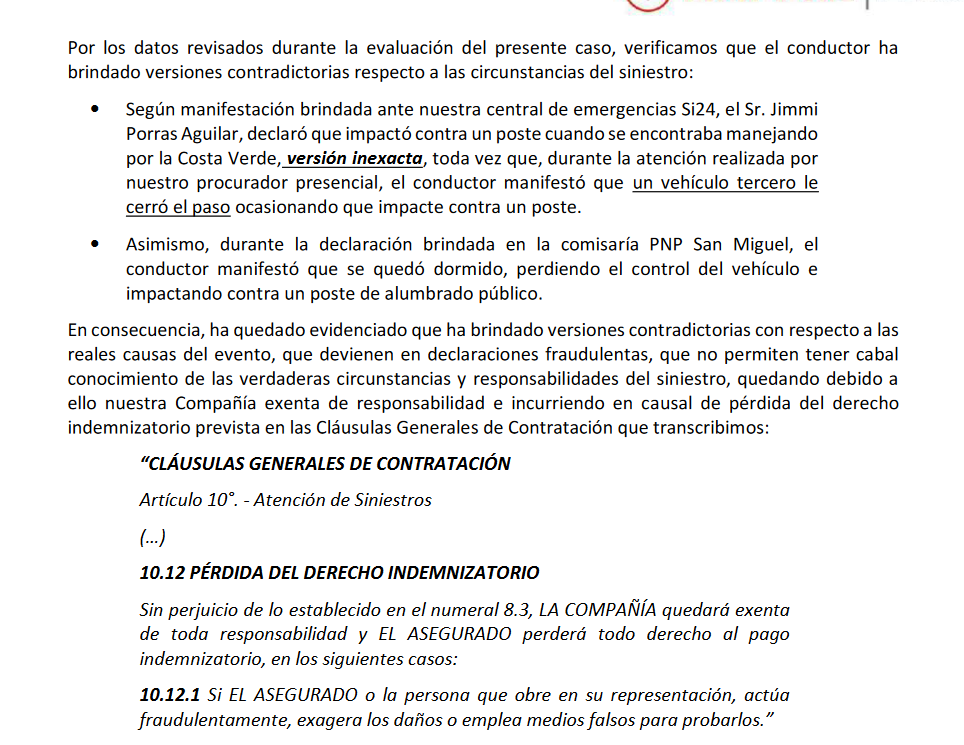 Por los datos revisados durante la evaluación del presente caso, verificamos que el conductor ha
brindado versiones contradictorias respecto a las circunstancias del siniestro:
• Según manifestación brindada ante nuestra central de emergencias Si24, el Sr. Jimmi
Porras Aguilar, declaró que impactó contra un poste cuando se encontraba manejando
por la Costa Verde, versión inexacta, toda vez que, durante la atención realizada por
nuestro procurador presencial, el conductor manifestó que un vehículo tercero le
cerró el paso ocasionando que impacte contra un poste.
• Asimismo, durante la declaración brindada en la comisaría PNP San Miguel, el
conductor manifestó que se quedó dormido, perdiendo el control del vehículo e
impactando contra un poste de alumbrado público.
En consecuencia, ha quedado evidenciado que ha brindado versiones contradictorias con respecto a las
reales causas del evento, que devienen en declaraciones fraudulentas, que no permiten tener cabal
conocimiento de las verdaderas circunstancias y responsabilidades del siniestro, quedando debido a
ello nuestra Compañía exenta de responsabilidad e incurriendo en causal de pérdida del derecho
indemnizatorio prevista en las Cláusulas Generales de Contratación que transcribimos:
“CLÁUSULAS GENERALES DE CONTRATACIÓN
Artículo 10°. - Atención de Siniestros
(…)
10.12 PÉRDIDA DEL DERECHO INDEMNIZATORIO
Sin perjuicio de lo establecido en el numeral 8.3, LA COMPAÑÍA quedará exenta
de toda responsabilidad y EL ASEGURADO perderá todo derecho al pago
indemnizatorio, en los siguientes casos:
10.12.1 Si EL ASEGURADO o la persona que obre en su representación, actúa
fraudulentamente, exagera los daños o emplea medios falsos para probarlos.”